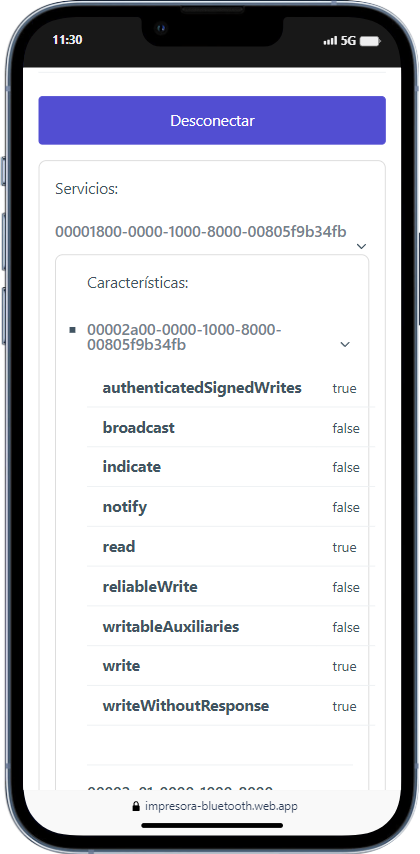 11:30
5G
Desconectar
Servicios:
00001800-0000-1000-8000-00805f9b34fb
Características:
00002a00-0000-1000-8000-
00805f9b34fb
authenticatedSignedWrites true
broadcast false
indicate false
notify false
read true
reliableWrite false
writableAuxiliaries false
write true
writeWithoutResponse true
impresora-bluetooth.web.app